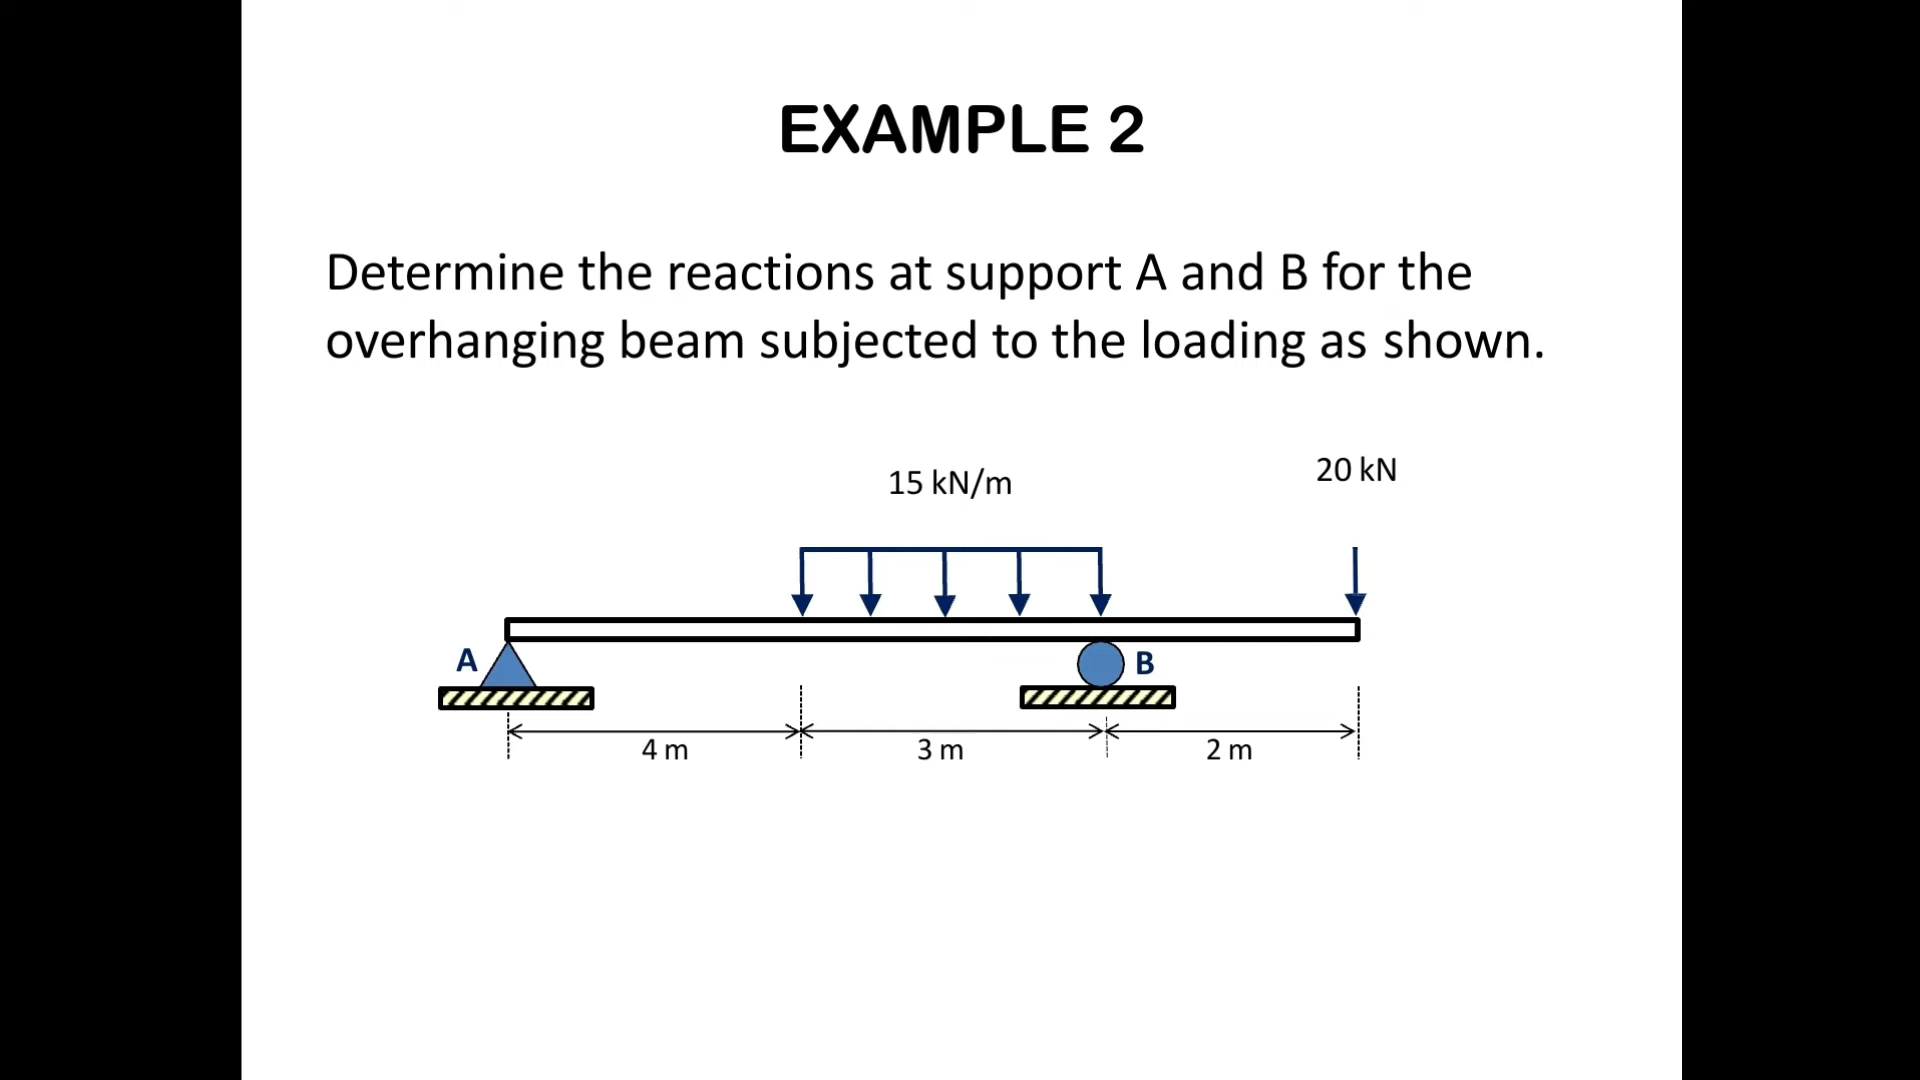 EXAMPLE 2
Determine the reactions at support A and B for the
overhanging beam subjected to the loading as shown.
15 kN/m
20 kN
A
B
4 m
3 m
2 m